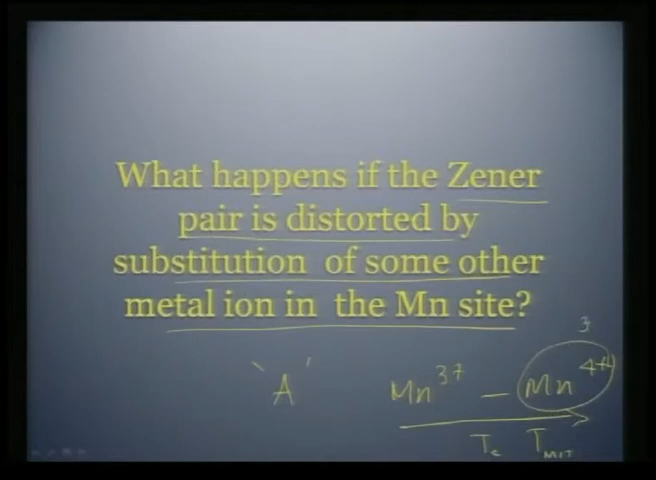 What happens if the Zener
pair is distorted by
substitution of some other
metal ion in the Mn site?
3
'A' Mn³⁺ — Mn⁴⁺
Tc T MIT